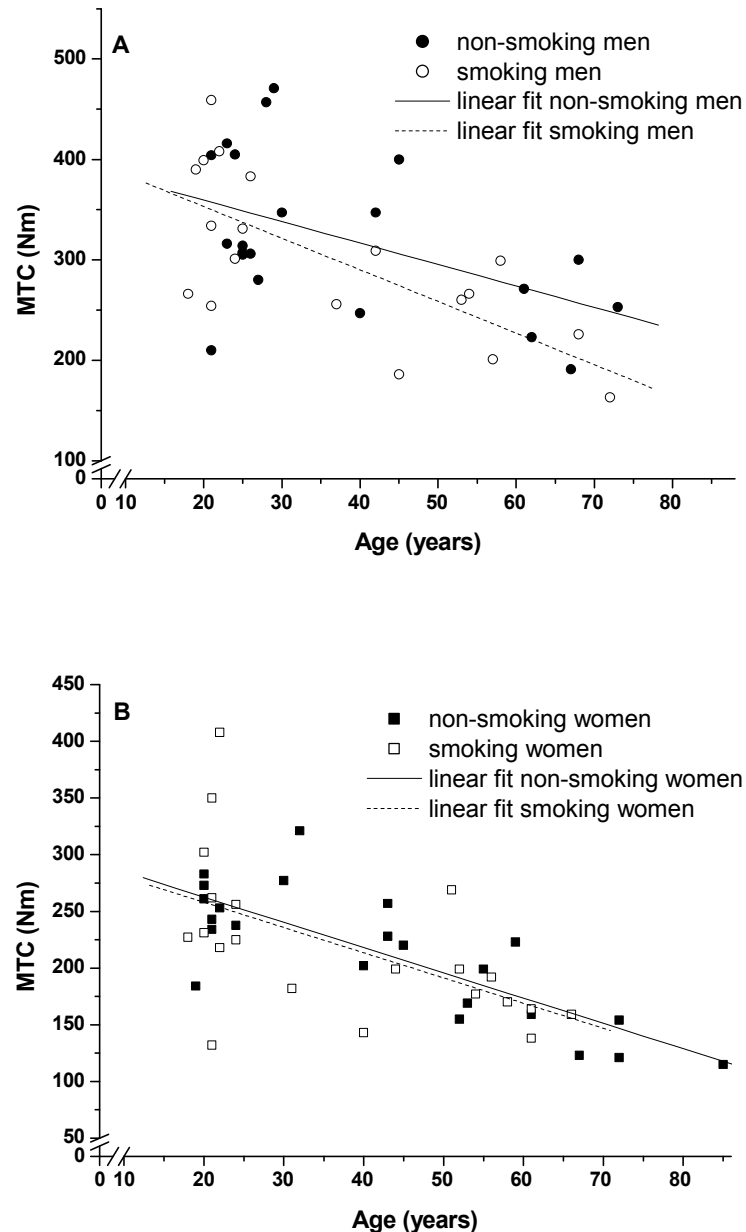 A
non-smoking men
smoking men
linear fit non-smoking men
linear fit smoking men
500
400
300
200
100
0
MTC (Nm)
0 10 20 30 40 50 60 70 80
Age (years)
B
non-smoking women
smoking women
linear fit non-smoking women
linear fit smoking women
450
400
350
300
250
200
150
100
50
0
MTC (Nm)
0 10 20 30 40 50 60 70 80
Age (years)